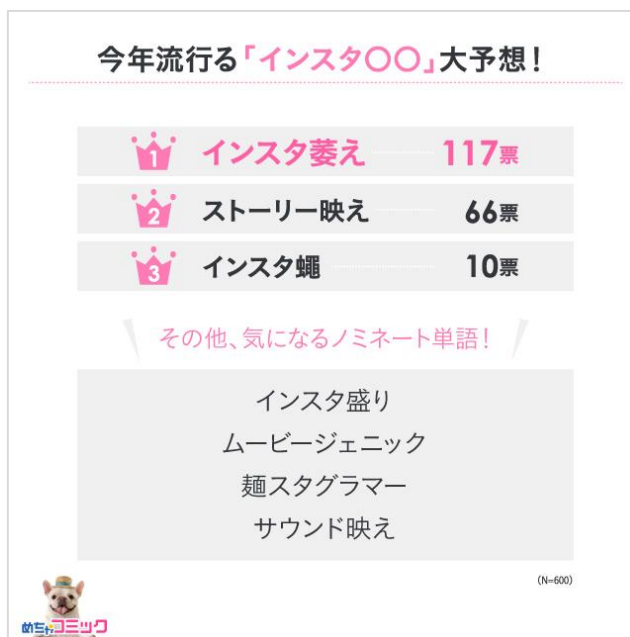 今年流行る「インスタ〇〇」大予想！
1 インスタ萎え 117票
2 ストーリー映え 66票
3 インスタ蠅 10票
その他、気になるノミネート単語！
インスタ盛り
ムービージェニック
麺スタグラマー
サウンド映え
(N=600)
めちゃコミック